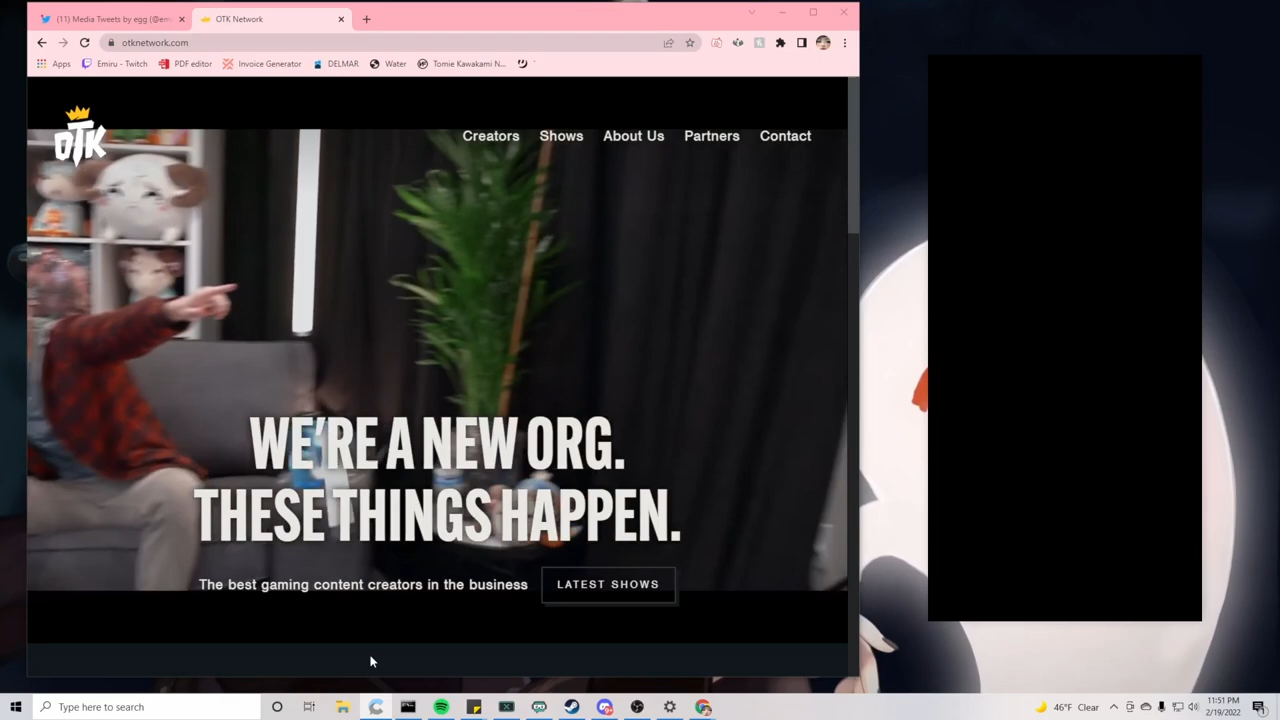 (11) Media Tweets by egg (@em
OTK Network
otknetwork.com
Apps
Emiru - Twitch
PDF editor
Invoice Generator
DELMAR
Water
Tomie Kawakami N...
OTK
Creators
Shows
About Us
Partners
Contact
WE'RE A NEW ORG.
THESE THINGS HAPPEN.
The best gaming content creators in the business
LATEST SHOWS
Type here to search
46°F Clear
11:51 PM
2/19/2022